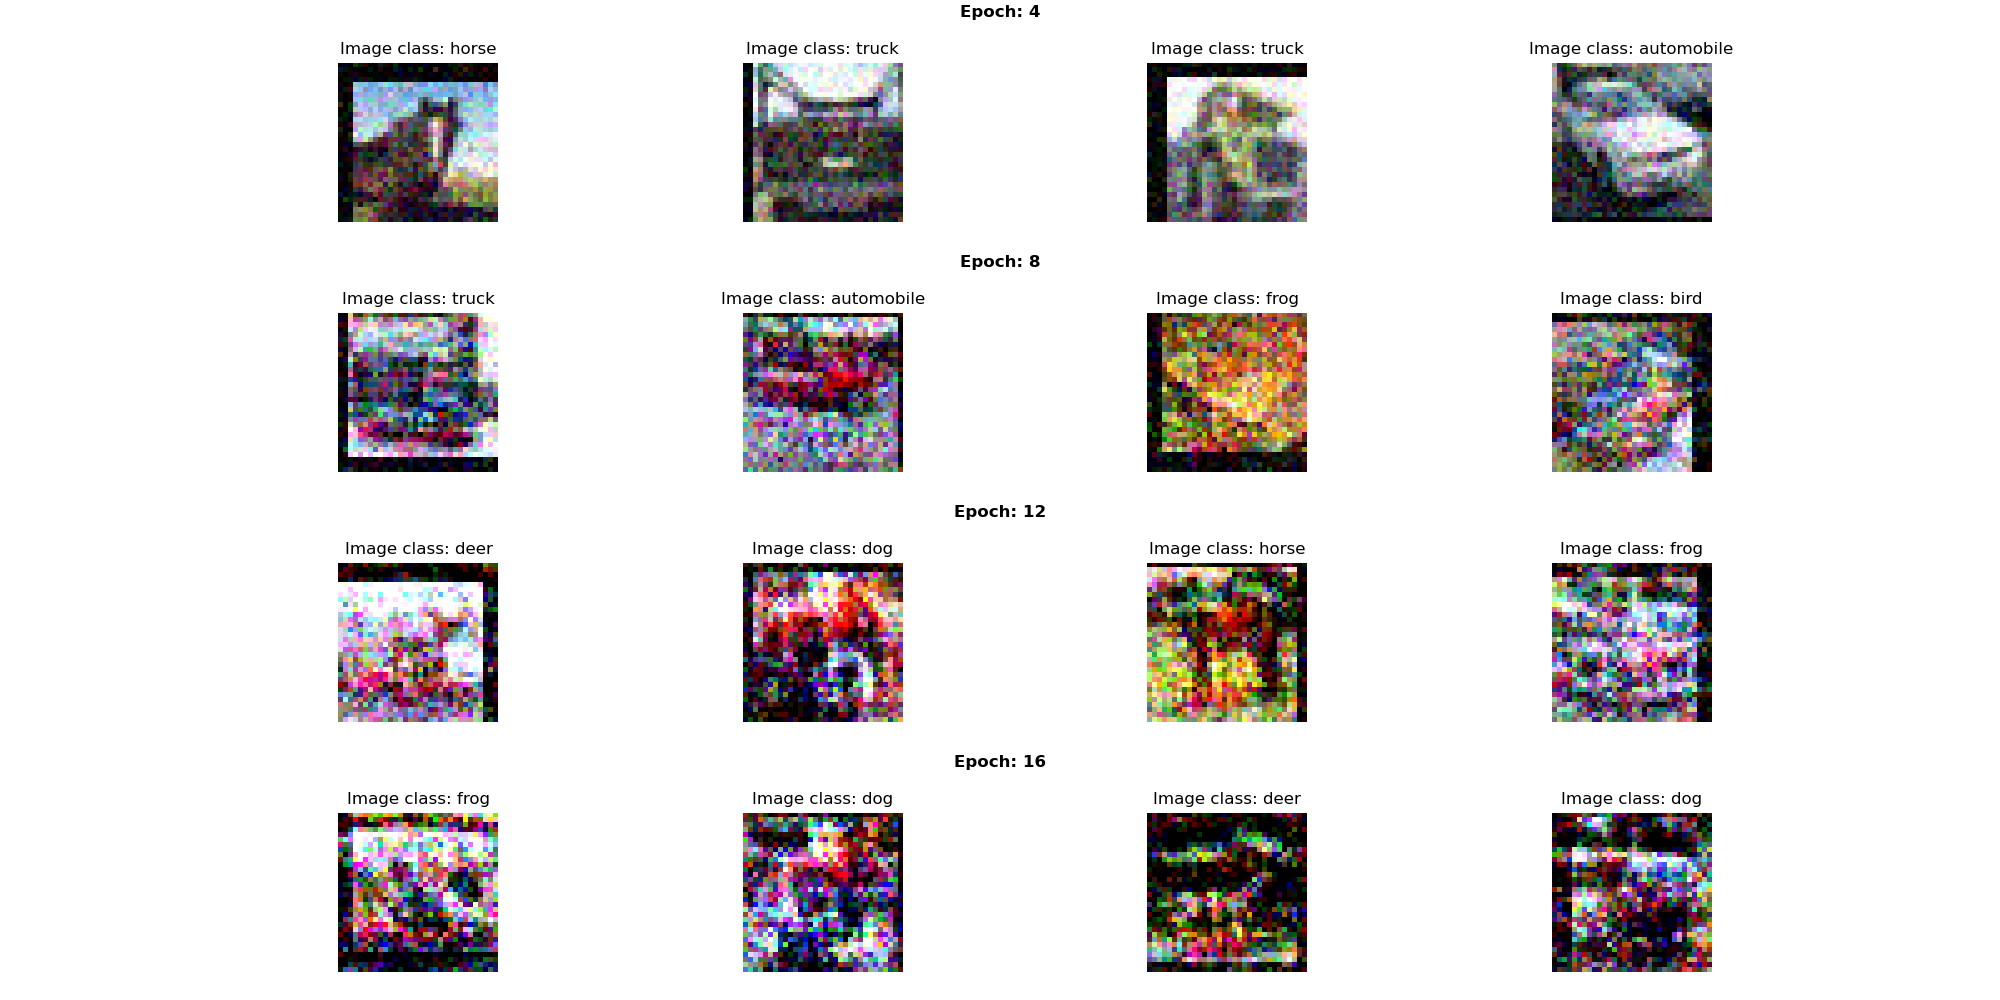 Epoch: 4
Image class: horse
Image class: truck
Image class: truck
Image class: automobile
Epoch: 8
Image class: truck
Image class: automobile
Image class: frog
Image class: bird
Epoch: 12
Image class: deer
Image class: dog
Image class: horse
Image class: frog
Epoch: 16
Image class: frog
Image class: dog
Image class: deer
Image class: dog